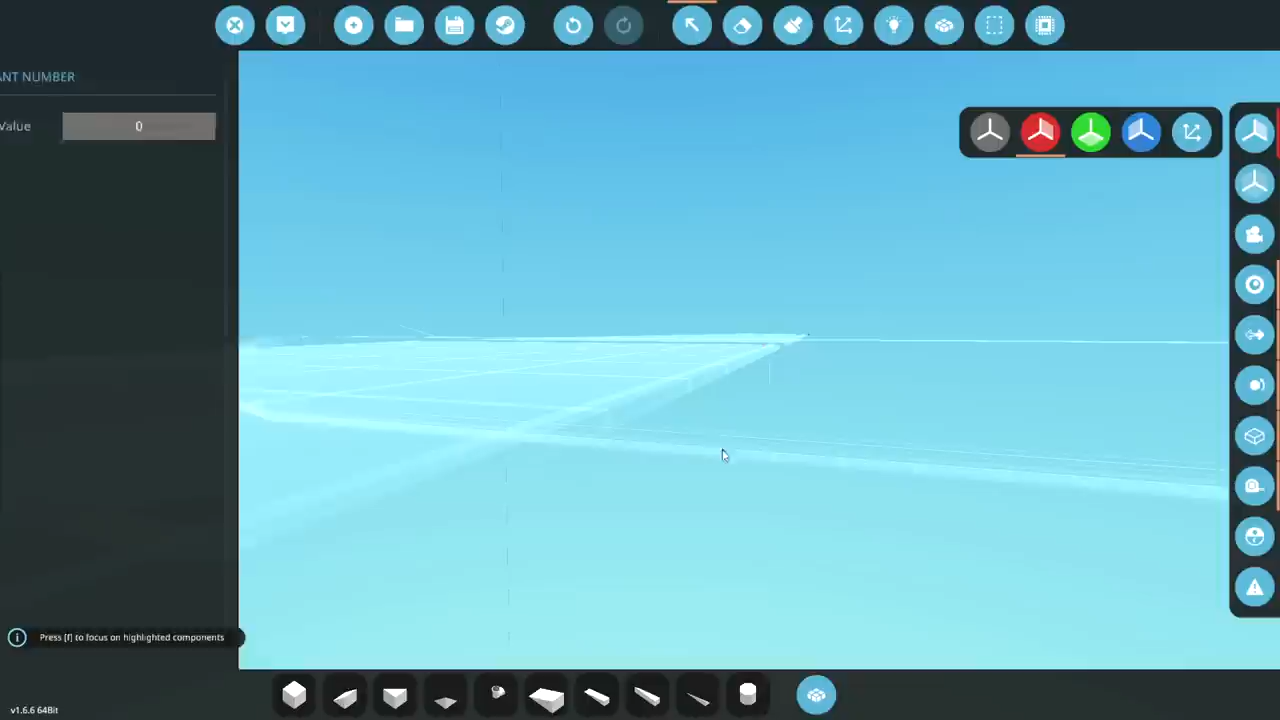 ANT NUMBER
Value 0
Press [f] to focus on highlighted components
v1.6.6 64Bit